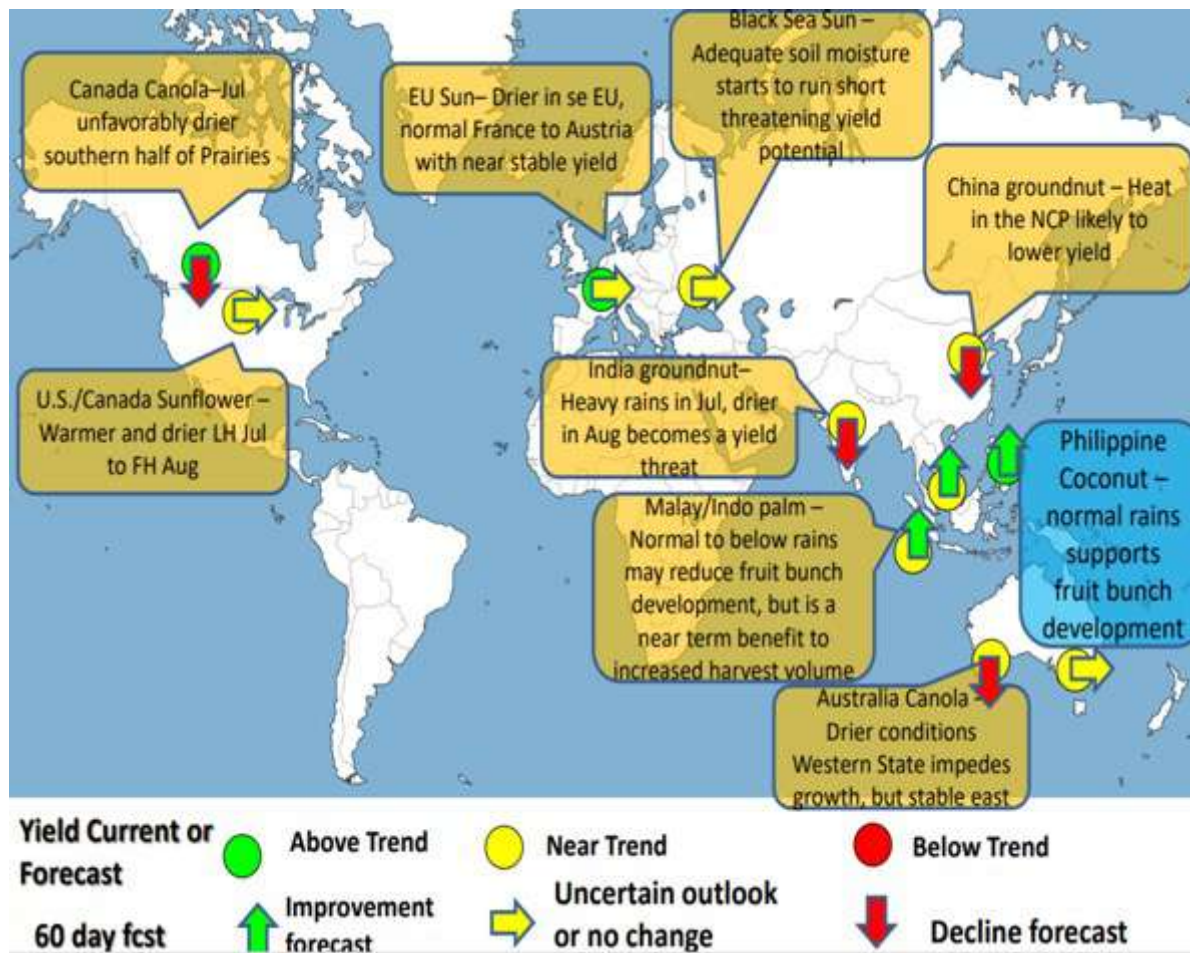 Black Sea Sun –
Adequate soil moisture
starts to run short
threatening yield
potential
Canada Canola–Jul
unfavorably drier
southern half of Prairies
EU Sun– Drier in se EU,
normal France to Austria
with near stable yield
China groundnut – Heat
in the NCP likely to
lower yield
U.S./Canada Sunflower –
Warmer and drier LH Jul
to FH Aug
India groundnut–
Heavy rains in Jul, drier
in Aug becomes a yield
threat
Malay/Indo palm –
Normal to below rains
may reduce fruit bunch
development, but is a
near term benefit to
increased harvest volume
Philippine
Coconut –
normal rains
supports
fruit bunch
development
Australia Canola –
Drier conditions
Western State impedes
growth, but stable east
Yield Current or
Forecast
Above Trend
Near Trend
Below Trend
60 day fcst
Improvement
forecast
Uncertain outlook
or no change
Decline forecast